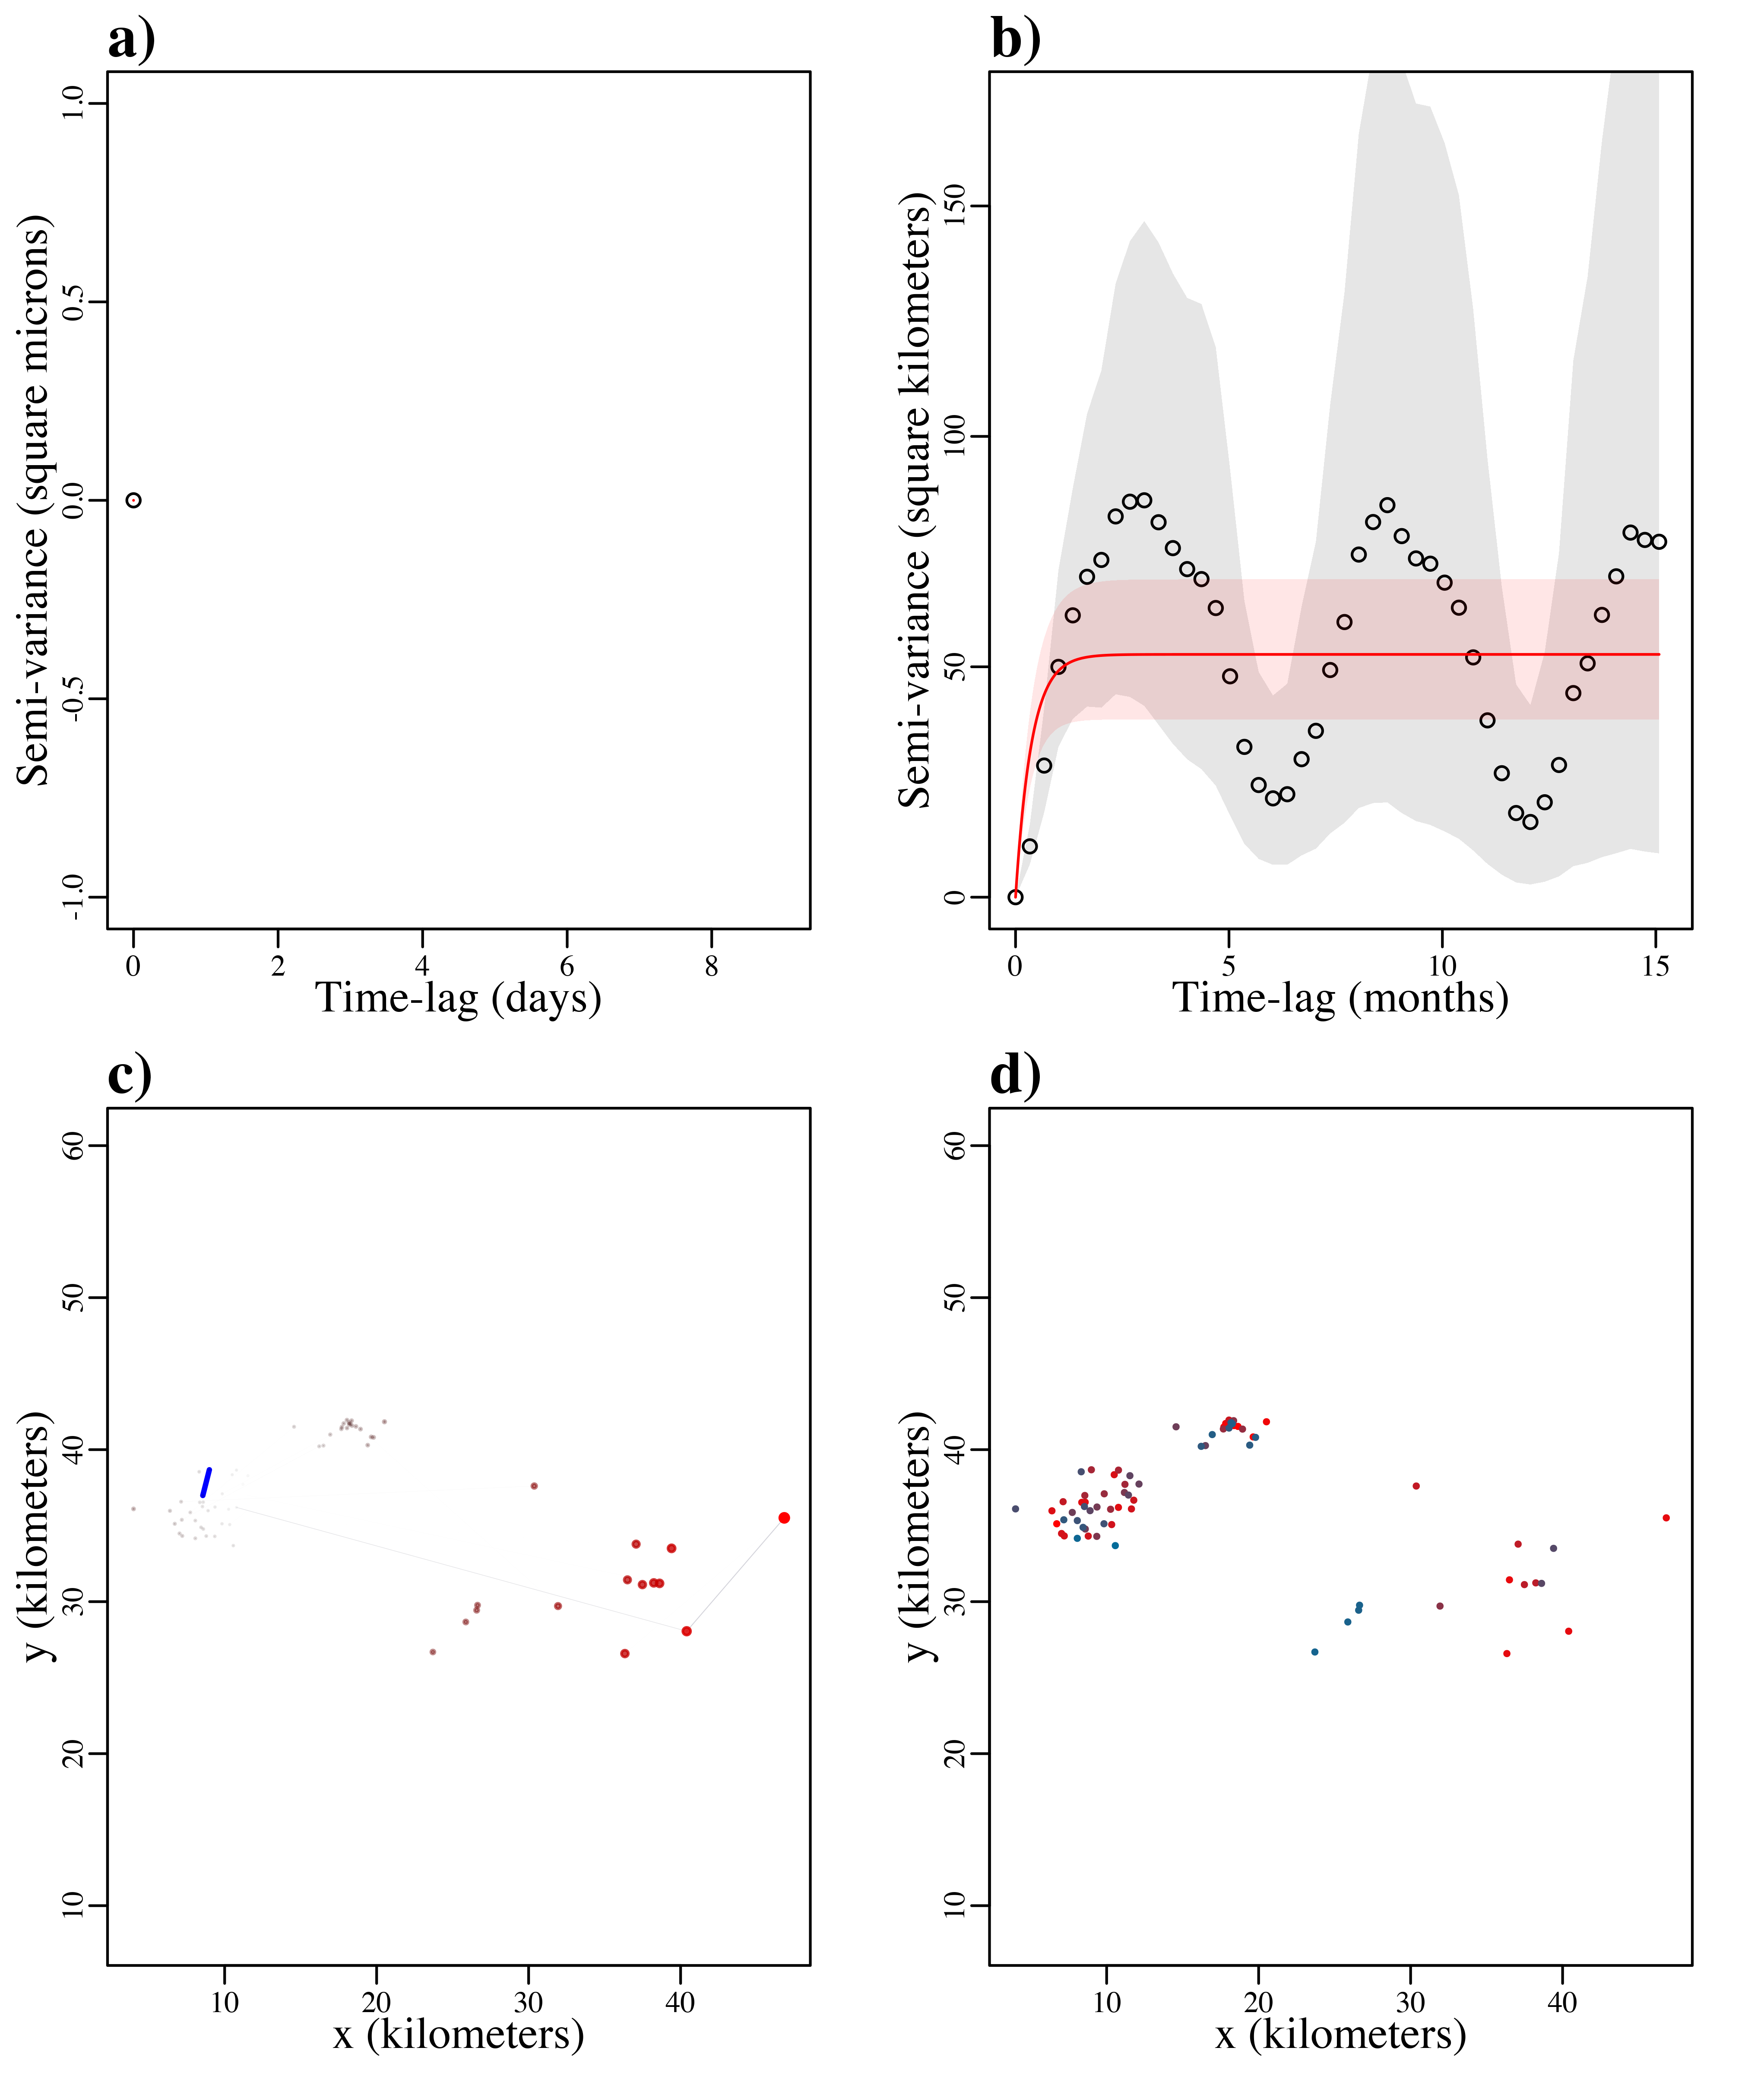 a)
Semi-variance (square microns)
1.0
0.5
0.0
-0.5
-1.0
0 2 4 6 8
Time-lag (days)
b)
Semi-variance (square kilometers)
150
100
50
0
0 5 10 15
Time-lag (months)
c)
y (kilometers)
60
50
40
30
20
10
10 20 30 40
x (kilometers)
d)
y (kilometers)
60
50
40
30
20
10
10 20 30 40
x (kilometers)